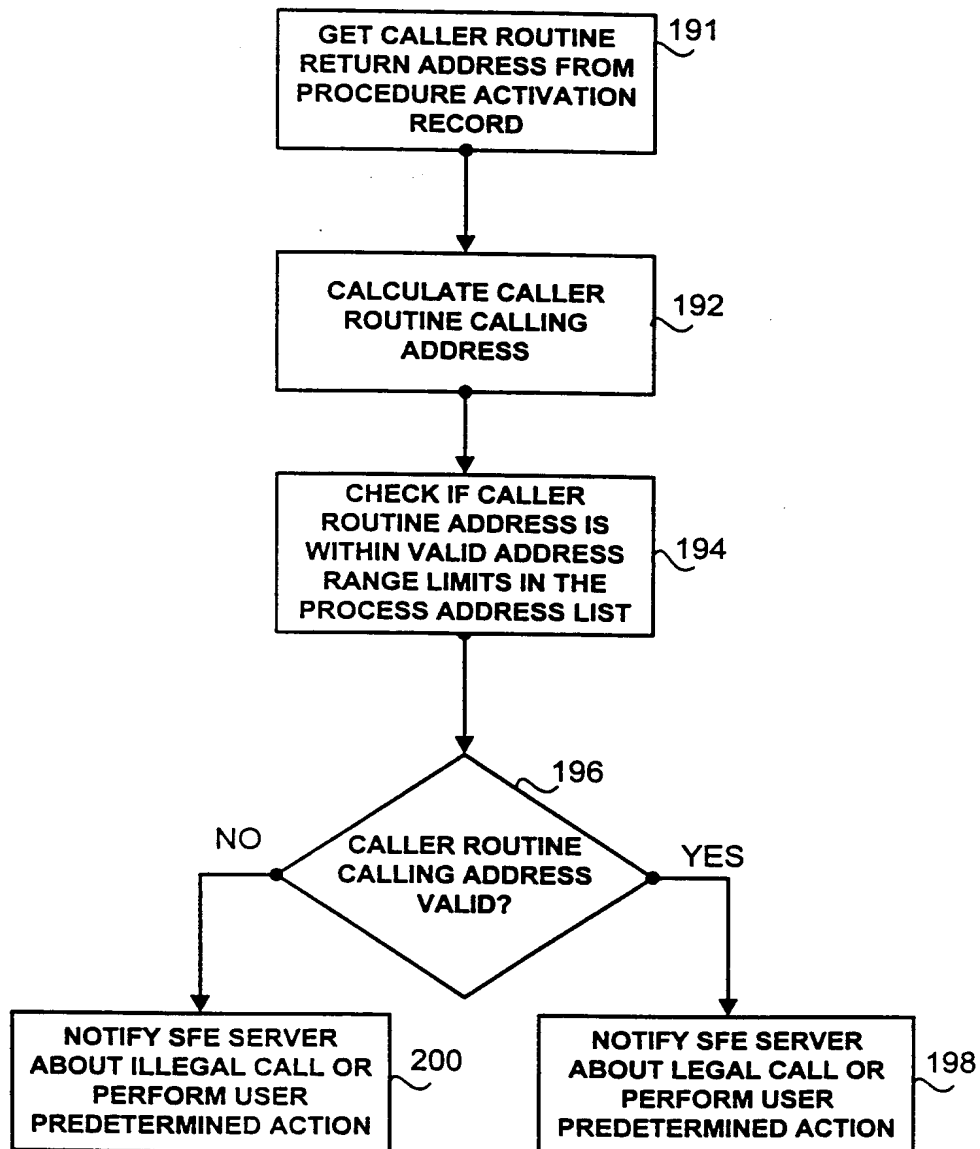 GET CALLER ROUTINE
RETURN ADDRESS FROM
PROCEDURE ACTIVATION
RECORD
191
CALCULATE CALLER
ROUTINE CALLING
ADDRESS
192
CHECK IF CALLER
ROUTINE ADDRESS IS
WITHIN VALID ADDRESS
RANGE LIMITS IN THE
PROCESS ADDRESS LIST
194
196
CALLER ROUTINE
CALLING ADDRESS
VALID?
NO
YES
NOTIFY SFE SERVER
ABOUT ILLEGAL CALL OR
PERFORM USER
PREDETERMINED ACTION
200
NOTIFY SFE SERVER
ABOUT LEGAL CALL OR
PERFORM USER
PREDETERMINED ACTION
198